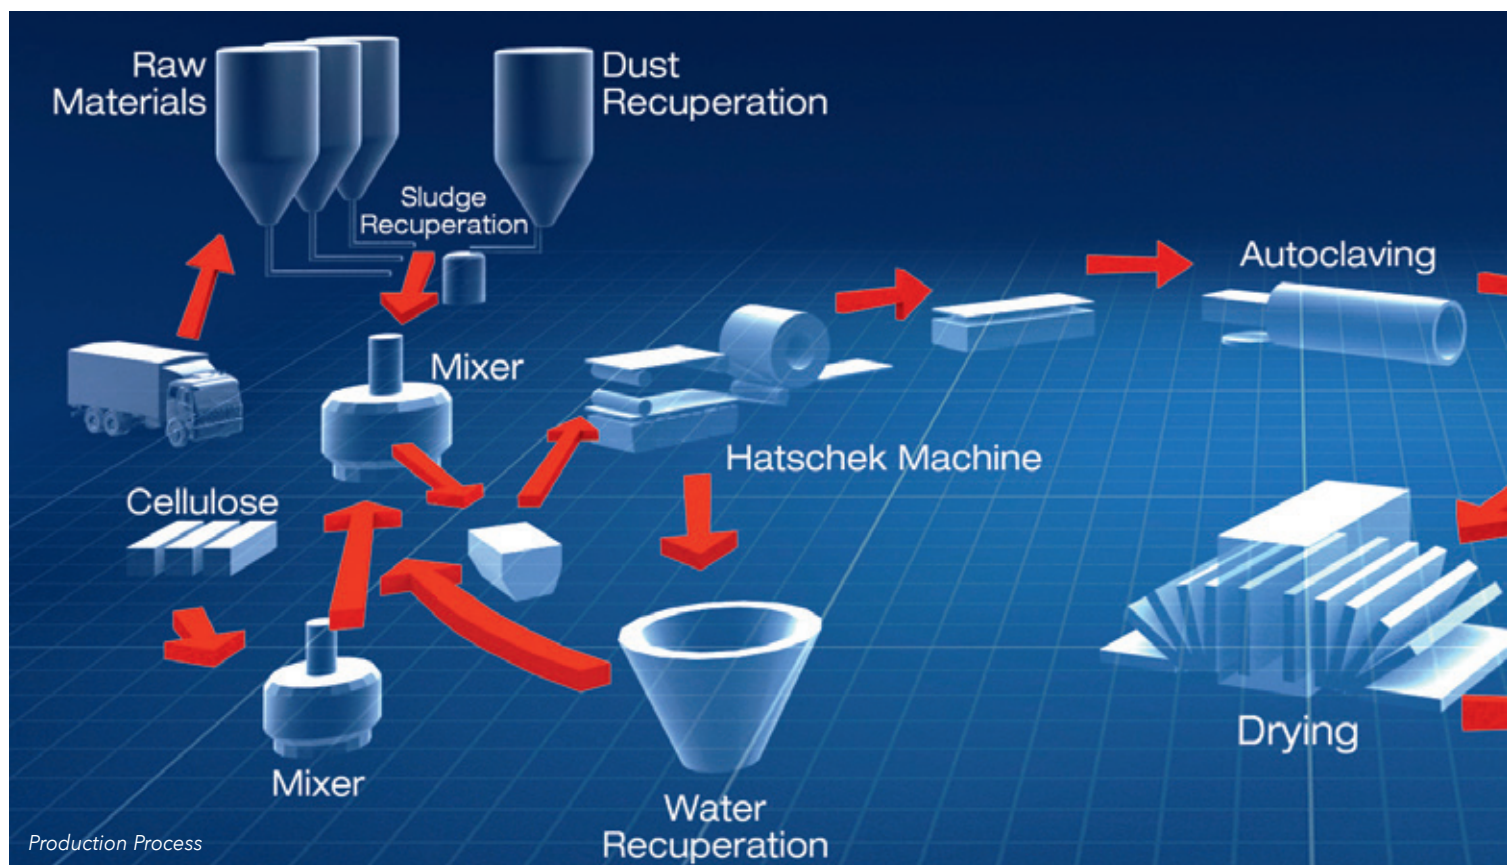 Raw
Materials
Dust
Recuperation
Sludge
Recuperation
Autoclaving
Mixer
Hatschek Machine
Cellulose
Drying
Mixer
Water
Recuperation
Production Process